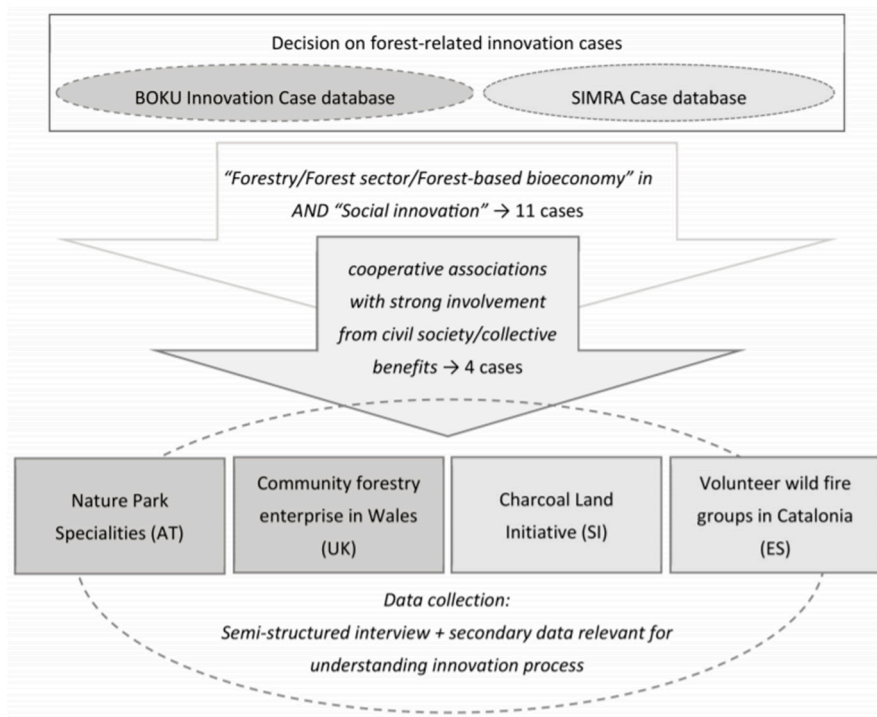 Decision on forest-related innovation cases
BOKU Innovation Case database
SIMRA Case database
“Forestry/Forest sector/Forest-based bioeconomy” in
AND “Social innovation” → 11 cases
cooperative associations
with strong involvement
from civil society/collective
benefits → 4 cases
Nature Park
Specialities (AT)
Community forestry
enterprise in Wales
(UK)
Charcoal Land
Initiative (SI)
Volunteer wild fire
groups in Catalonia
(ES)
Data collection:
Semi-structured interview + secondary data relevant for
understanding innovation process